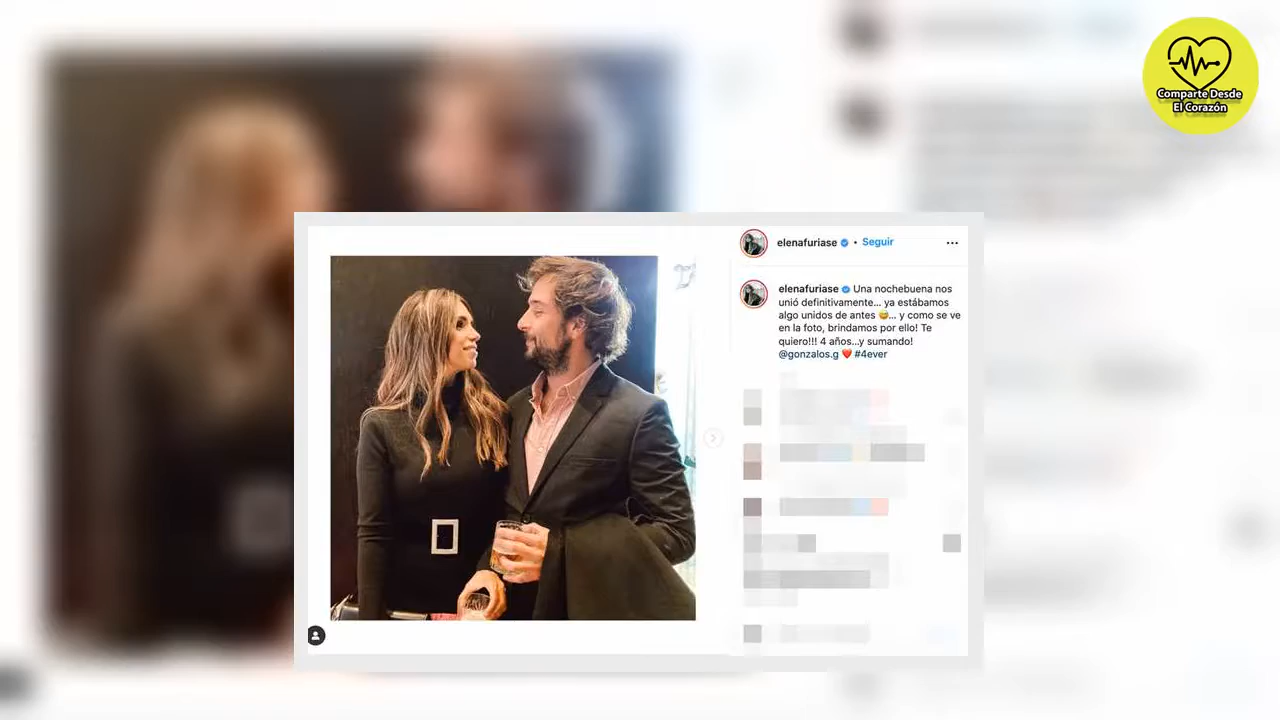 Comparte Desde
El Corazón
elenafuriase • Seguir
elenafuriase Una nochebuena nos
unió definitivamente... ya estábamos
algo unidos de antes 😅... y como se ve
en la foto, brindamos por ello! Te
quiero!!! 4 años...y sumando!
@gonzalos.g ❤️ #4ever